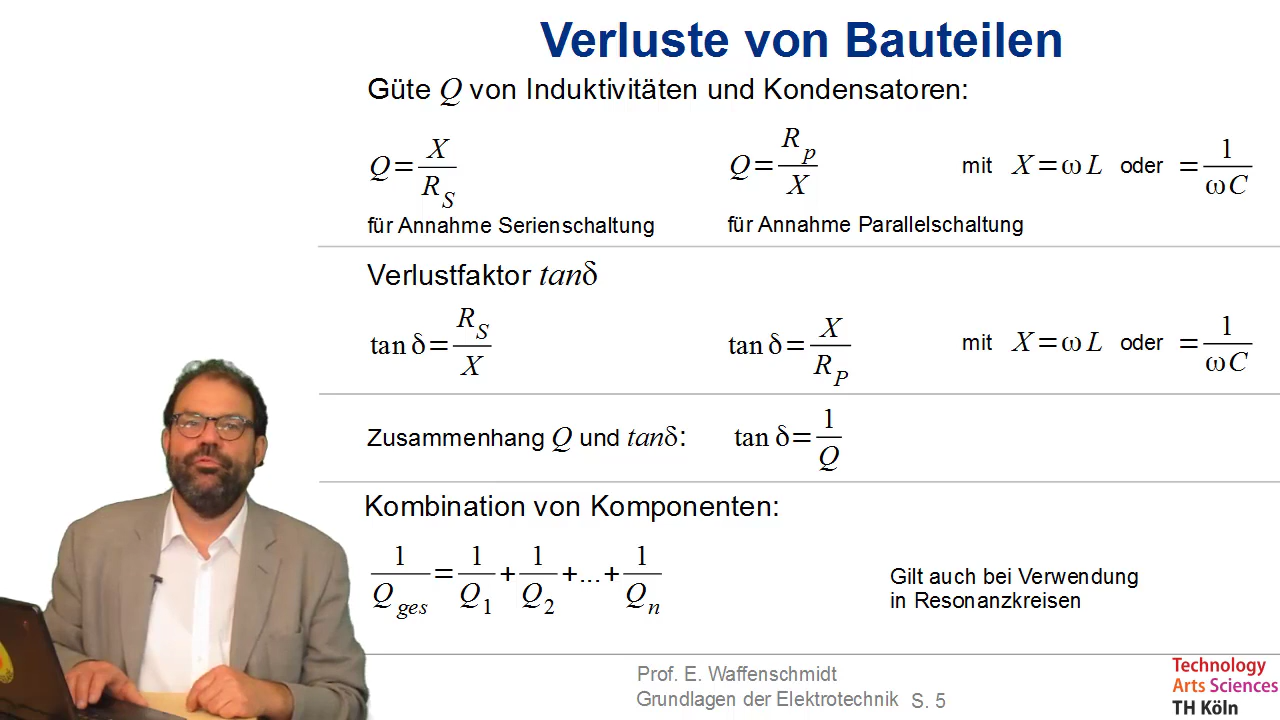 Verluste von Bauteilen
Güte Q von Induktivitäten und Kondensatoren:
Q = X/R_S
Q = R_p/X
mit X = ω L oder = 1/(ω C)
für Annahme Serienschaltung
für Annahme Parallelschaltung
Verlustfaktor tanδ
tan δ = R_S/X
tan δ = X/R_P
mit X = ω L oder = 1/(ω C)
Zusammenhang Q und tanδ: tan δ = 1/Q
Kombination von Komponenten:
1/Q_ges = 1/Q_1 + 1/Q_2 + ... + 1/Q_n
Gilt auch bei Verwendung
in Resonanzkreisen
Prof. E. Waffenschmidt
Grundlagen der Elektrotechnik S. 5
Technology
Arts Sciences
TH Köln